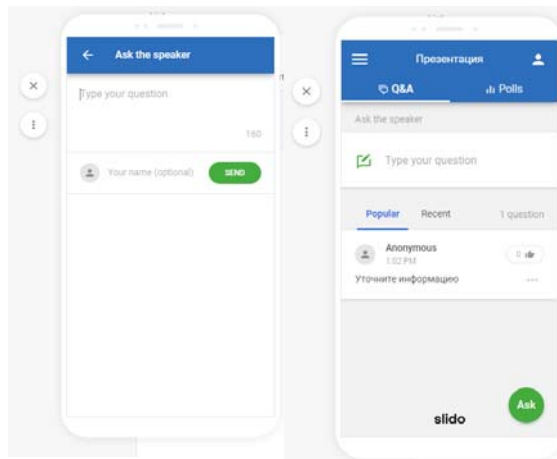 Ask the speaker
Type your question
160
Your name (optional) SEND
Презентация
Q&A Polls
Ask the speaker
Type your question
Popular Recent 1 question
Anonymous
1:02 PM
0
Уточните информацию
slido
Ask